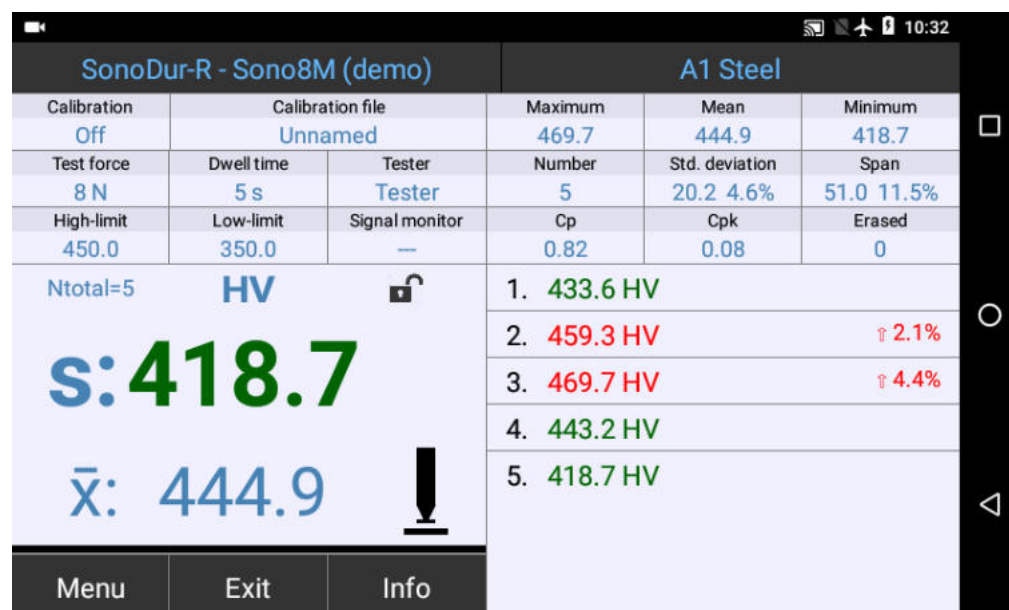 10:32
SonoDur-R - Sono8M (demo) A1 Steel
Calibration Calibration file Maximum Mean Minimum
Off Unnamed 469.7 444.9 418.7
Test force Dwell time Tester Number Std. deviation Span
8 N 5 s Tester 5 20.2 4.6% 51.0 11.5%
High-limit Low-limit Signal monitor Cp Cpk Erased
450.0 350.0 --- 0.82 0.08 0
Ntotal=5 HV
s: 418.7
x̄: 444.9
1. 433.6 HV
2. 459.3 HV ⇧ 2.1%
3. 469.7 HV ⇧ 4.4%
4. 443.2 HV
5. 418.7 HV
Menu Exit Info